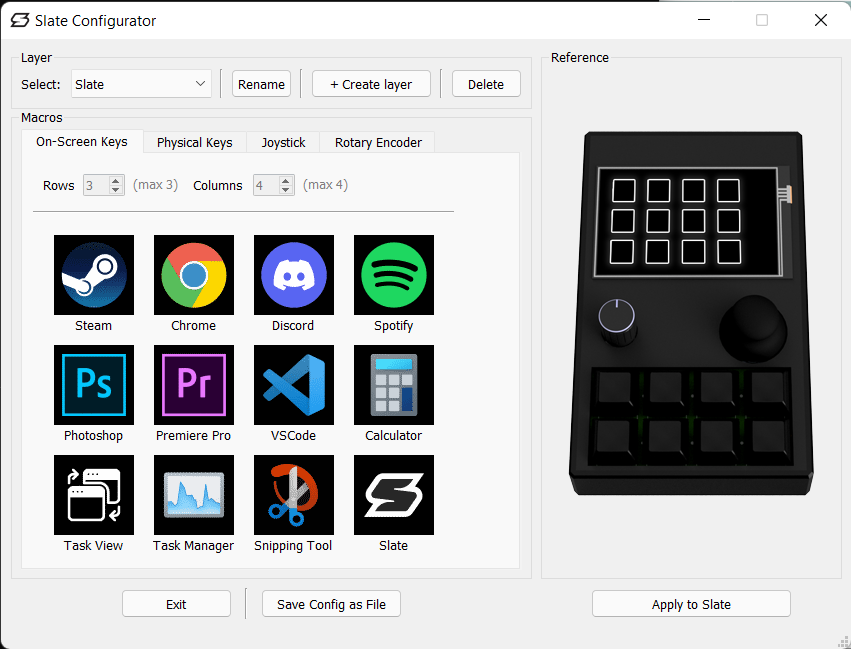 Slate Configurator
Layer
Select: Slate Rename + Create layer Delete
Macros
On-Screen Keys Physical Keys Joystick Rotary Encoder
Rows 3 (max 3) Columns 4 (max 4)
Steam Chrome Discord Spotify
Ps Pr
Photoshop Premiere Pro VSCode Calculator
Task View Task Manager Snipping Tool Slate
Exit Save Config as File
Reference
Apply to Slate